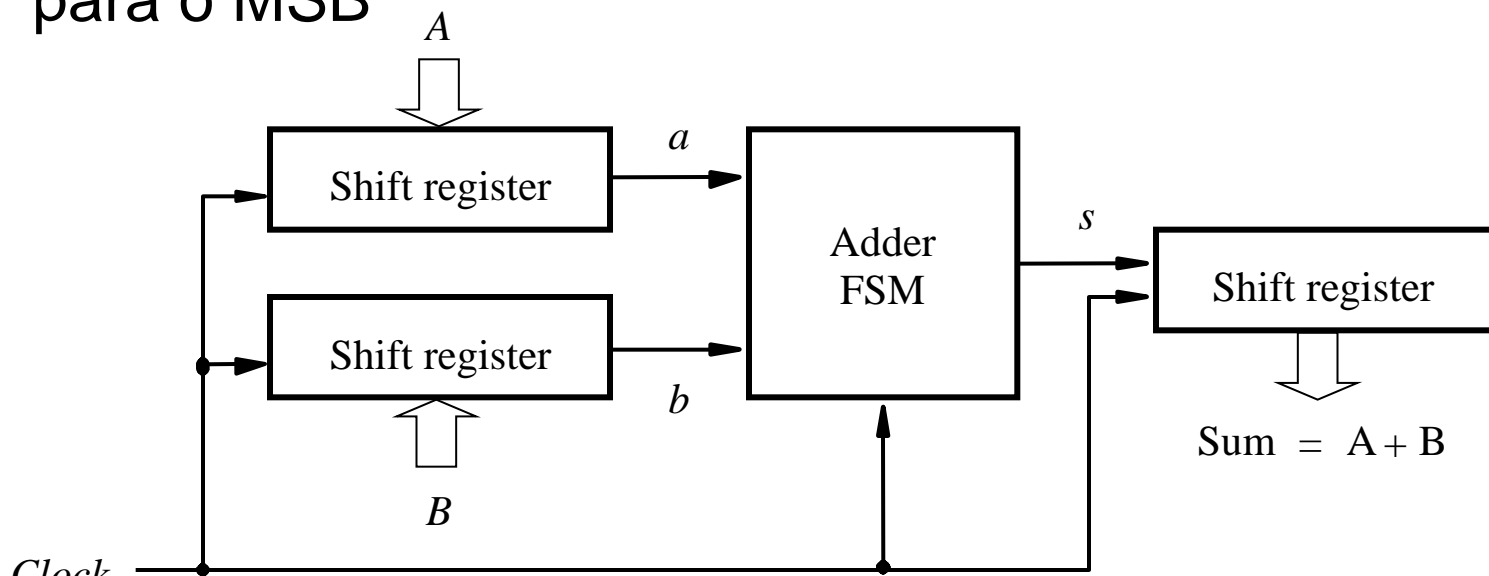 para o MSB
A
Shift register
a
Adder
FSM
s
Shift register
Shift register
b
Sum = A + B
B
Clock